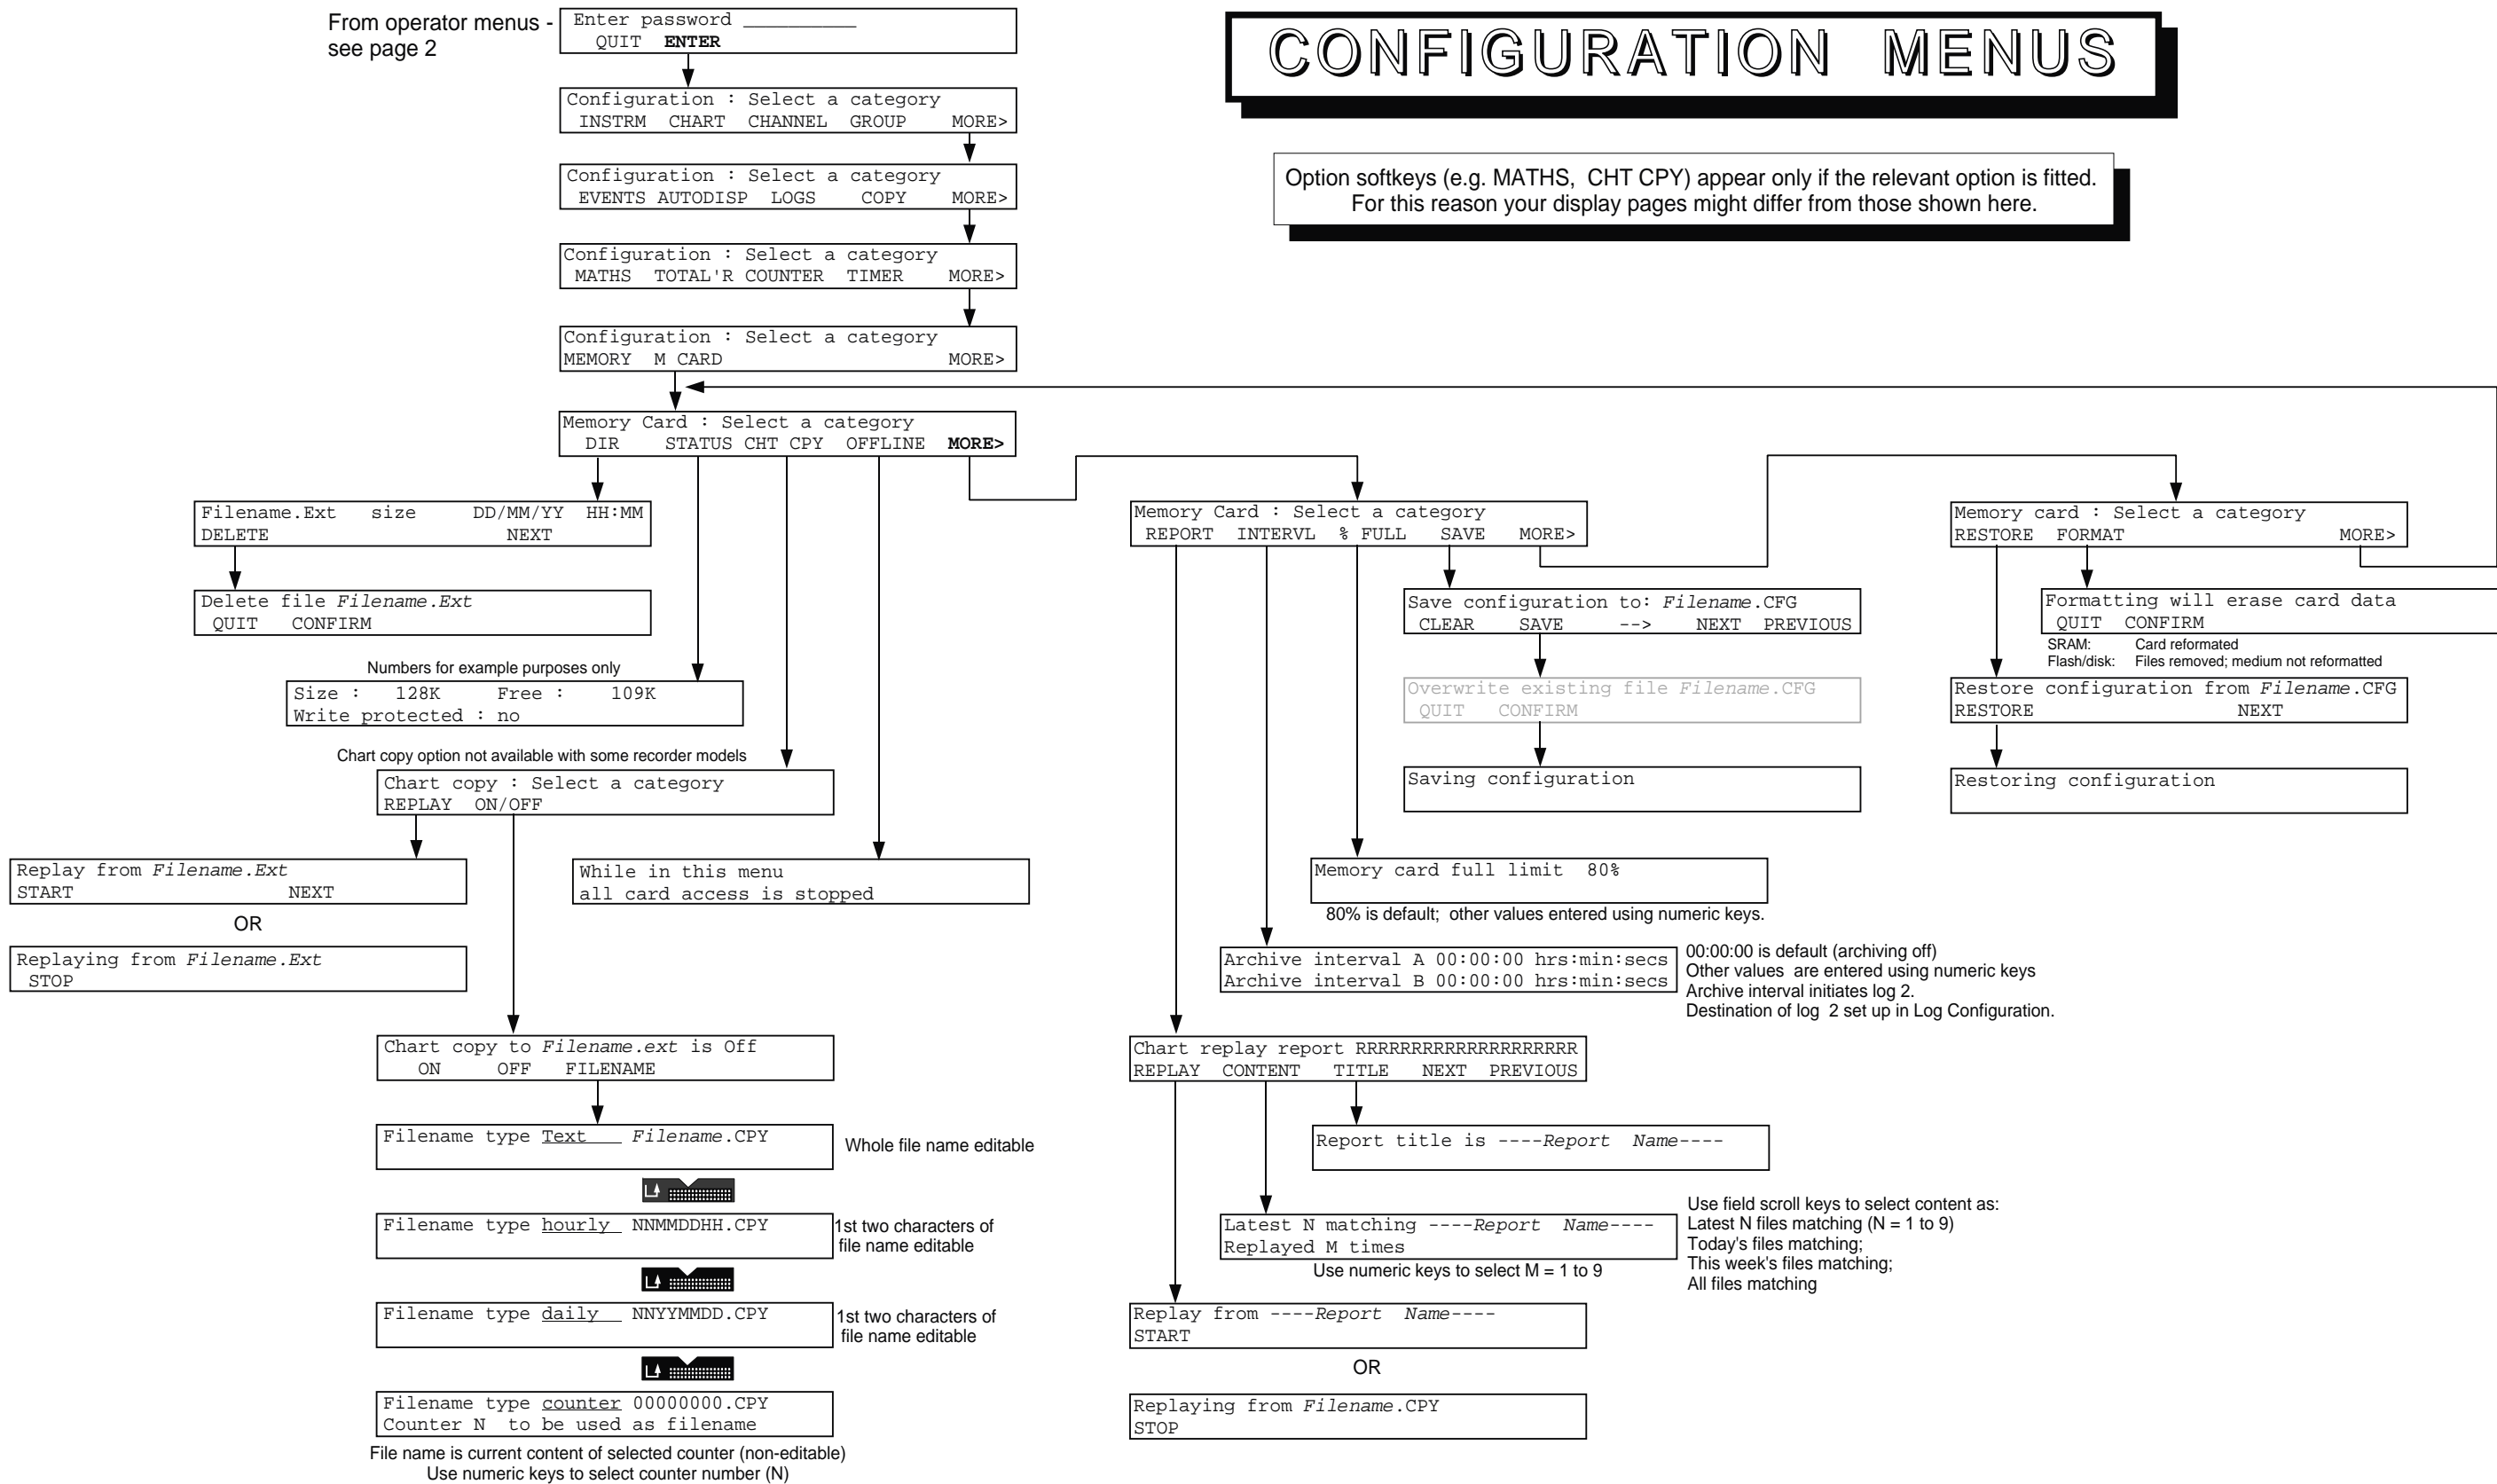 From operator menus -
see page 2
Enter password __________
QUIT ENTER
CONFIGURATION MENUS
Configuration : Select a category
INSTRM CHART CHANNEL GROUP MORE>
Option softkeys (e.g. MATHS, CHT CPY) appear only if the relevant option is fitted.
For this reason your display pages might differ from those shown here.
Configuration : Select a category
EVENTS AUTODISP LOGS COPY MORE>
Configuration : Select a category
MATHS TOTAL'R COUNTER TIMER MORE>
Configuration : Select a category
MEMORY M CARD MORE>
Memory Card : Select a category
DIR STATUS CHT CPY OFFLINE MORE>
Filename.Ext size DD/MM/YY HH:MM
DELETE NEXT
Delete file Filename.Ext
QUIT CONFIRM
Numbers for example purposes only
Size : 128K Free : 109K
Write protected : no
Chart copy option not available with some recorder models
Chart copy : Select a category
REPLAY ON/OFF
Replay from Filename.Ext
START NEXT
OR
Replaying from Filename.Ext
STOP
While in this menu
all card access is stopped
Chart copy to Filename.ext is Off
ON OFF FILENAME
Filename type Text Filename.CPY
Whole file name editable
Filename type hourly NNMMDDHH.CPY
1st two characters of
file name editable
Filename type daily NNYYMMDD.CPY
1st two characters of
file name editable
Filename type counter 00000000.CPY
Counter N to be used as filename
File name is current content of selected counter (non-editable)
Use numeric keys to select counter number (N)
Memory Card : Select a category
REPORT INTERVL % FULL SAVE MORE>
Save configuration to: Filename.CFG
CLEAR SAVE --> NEXT PREVIOUS
Overwrite existing file Filename.CFG
QUIT CONFIRM
Saving configuration
Memory card full limit 80%
80% is default; other values entered using numeric keys.
Archive interval A 00:00:00 hrs:min:secs
Archive interval B 00:00:00 hrs:min:secs
00:00:00 is default (archiving off)
Other values are entered using numeric keys
Archive interval initiates log 2.
Destination of log 2 set up in Log Configuration.
Chart replay report RRRRRRRRRRRRRRRRRRRR
REPLAY CONTENT TITLE NEXT PREVIOUS
Report title is ----Report Name----
Latest N matching ----Report Name----
Replayed M times
Use numeric keys to select M = 1 to 9
Use field scroll keys to select content as:
Latest N files matching (N = 1 to 9)
Today's files matching;
This week's files matching;
All files matching
Replay from ----Report Name----
START
OR
Replaying from Filename.CPY
STOP
Memory card : Select a category
RESTORE FORMAT MORE>
Formatting will erase card data
QUIT CONFIRM
SRAM: Card reformated
Flash/disk: Files removed; medium not reformatted
Restore configuration from Filename.CFG
RESTORE NEXT
Restoring configuration